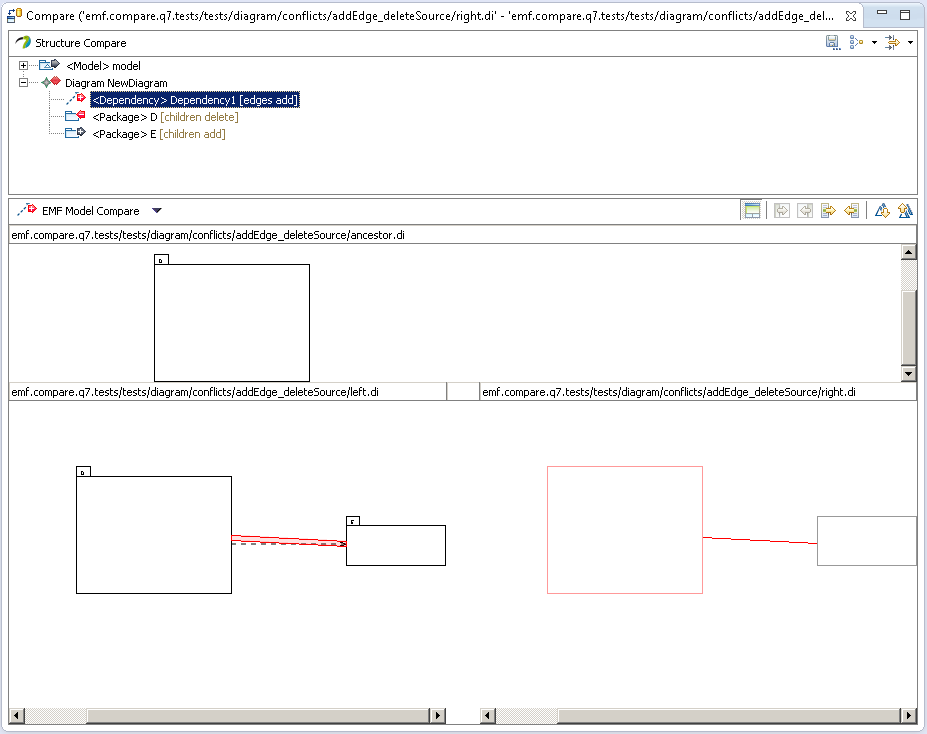 Compare ('emf.compare.q7.tests/tests/diagram/conflicts/addEdge_deleteSource/right.di' - 'emf.compare.q7.tests/tests/diagram/conflicts/addEdge_del...
Structure Compare
<Model> model
Diagram NewDiagram
<Dependency> Dependency1 [edges add]
<Package> D [children delete]
<Package> E [children add]
EMF Model Compare
emf.compare.q7.tests/tests/diagram/conflicts/addEdge_deleteSource/ancestor.di
D
emf.compare.q7.tests/tests/diagram/conflicts/addEdge_deleteSource/left.di
emf.compare.q7.tests/tests/diagram/conflicts/addEdge_deleteSource/right.di
D
E